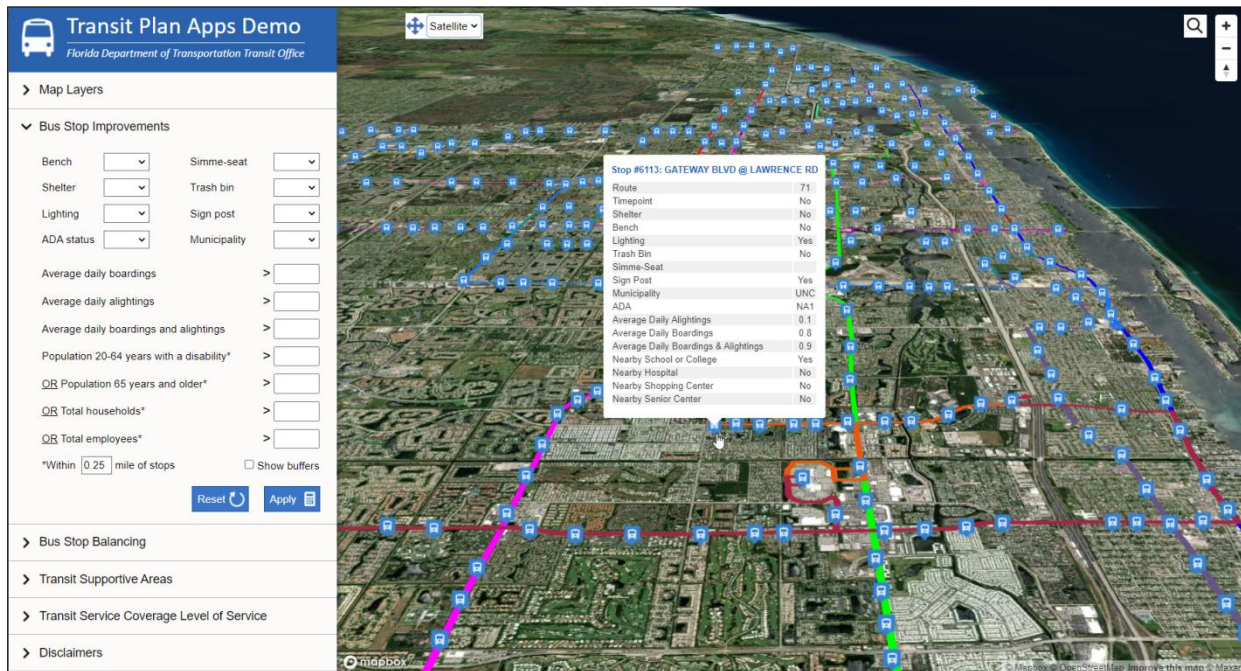 Transit Plan Apps Demo
Florida Department of Transportation Transit Office
Map Layers
Bus Stop Improvements
Bench Simme-seat
Shelter Trash bin
Lighting Sign post
ADA status Municipality
Average daily boardings >
Average daily alightings >
Average daily boardings and alightings >
Population 20-64 years with a disability* >
OR Population 65 years and older* >
OR Total households* >
OR Total employees* >
*Within 0.25 mile of stops Show buffers
Reset Apply
Bus Stop Balancing
Transit Supportive Areas
Transit Service Coverage Level of Service
Disclaimers
Satellite
+
−
Stop #6113: GATEWAY BLVD @ LAWRENCE RD
Route 71
Timepoint No
Shelter No
Bench No
Lighting Yes
Trash Bin No
Simme-Seat
Sign Post Yes
Municipality UNC
ADA NA1
Average Daily Alightings 0.1
Average Daily Boardings 0.8
Average Daily Boardings & Alightings 0.9
Nearby School or College Yes
Nearby Hospital No
Nearby Shopping Center No
Nearby Senior Center No
mapbox
© Mapbox © OpenStreetMap Improve this map © Maxar